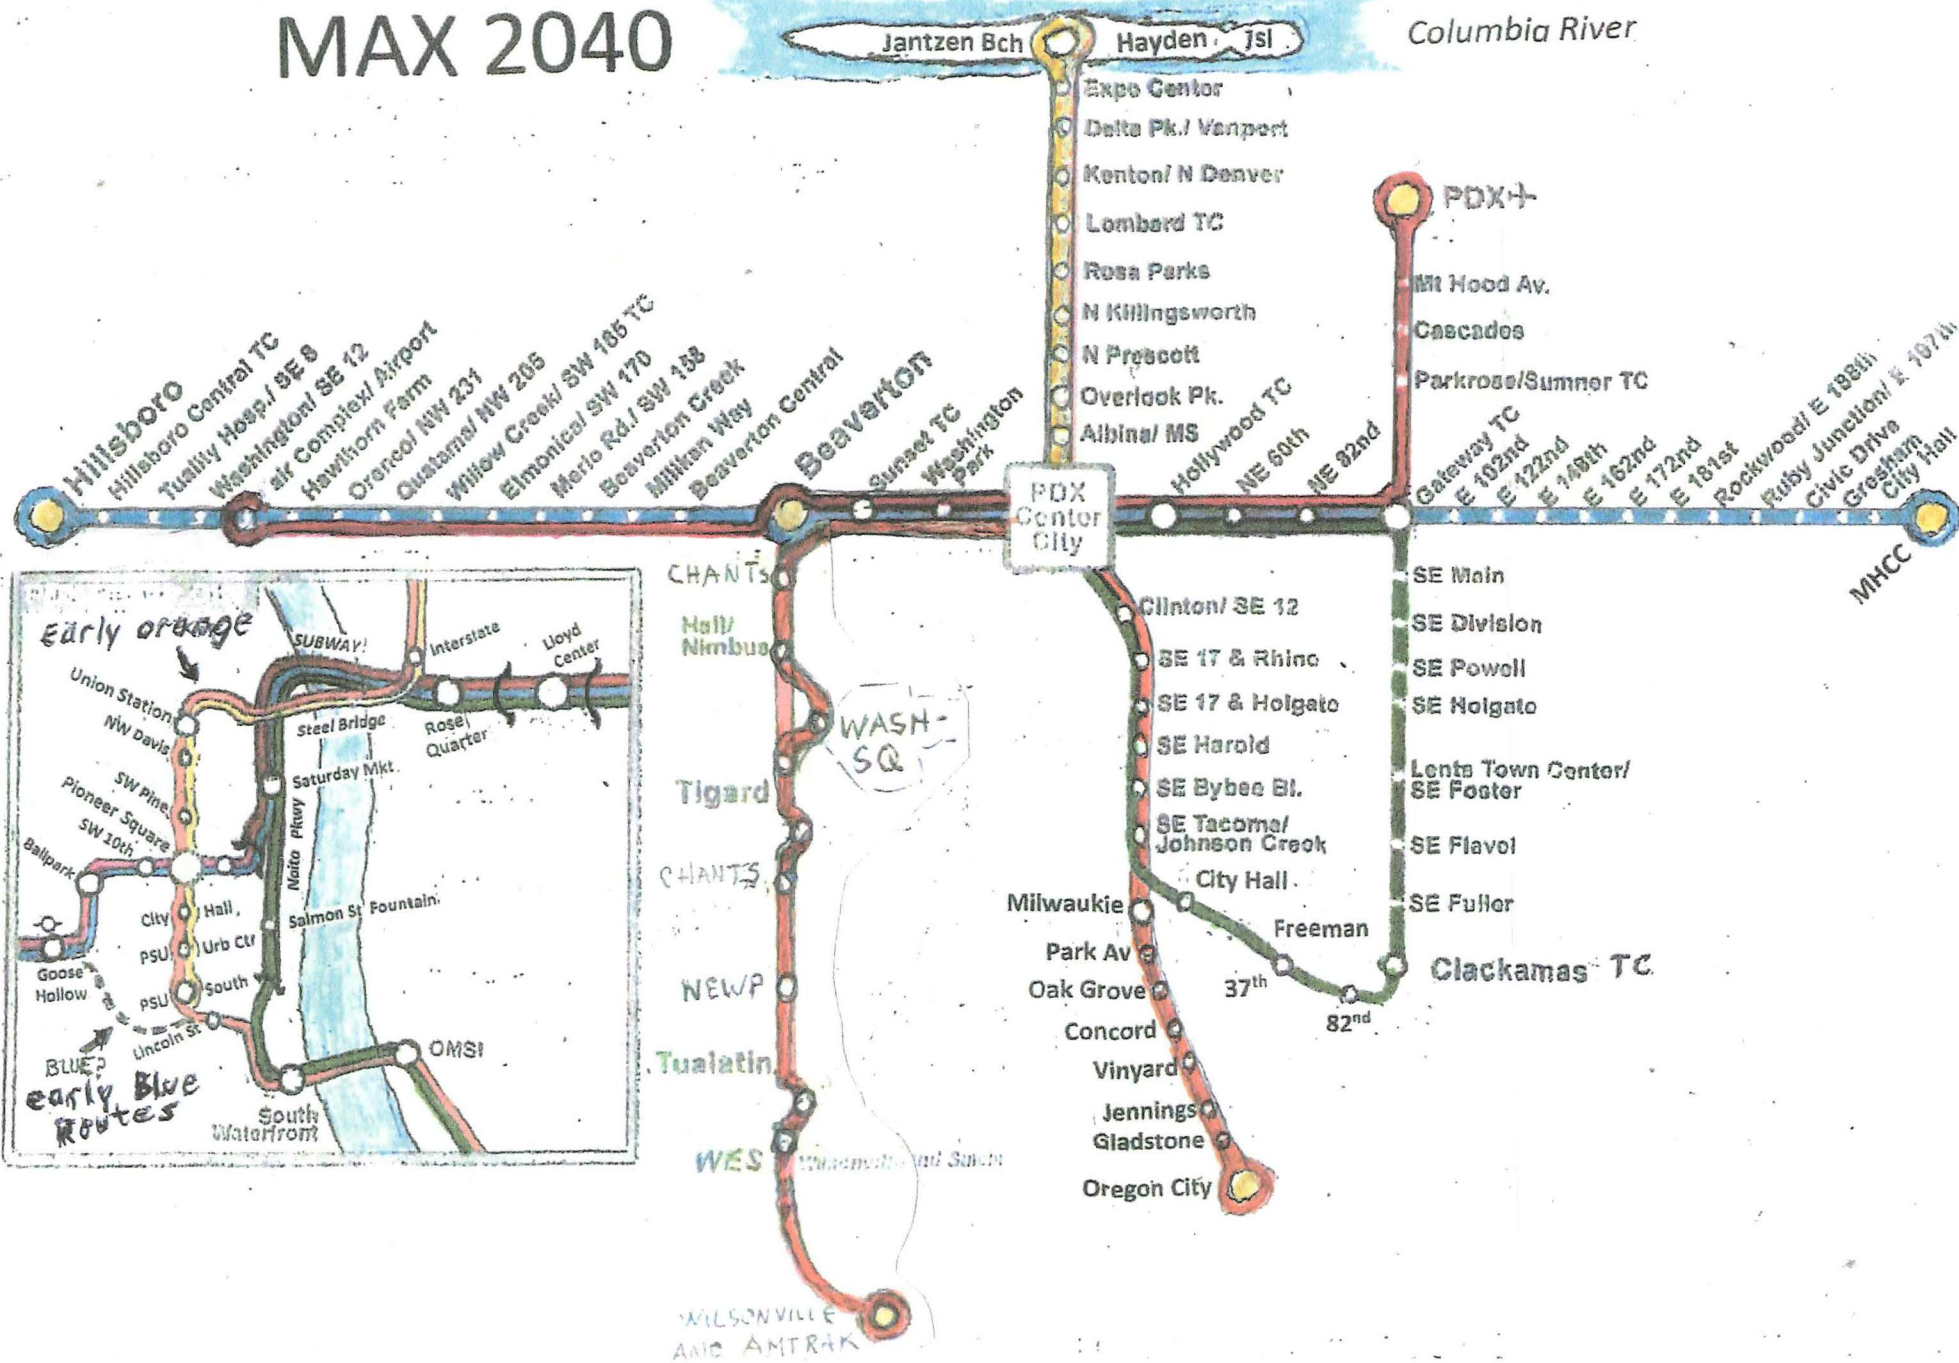 MAX 2040
Jantzen Bch
Hayden Isl
Columbia River
Expo Center
Delta Pk./ Vanport
Kenton/ N Denver
Lombard TC
Rosa Parks
N Killingsworth
N Prescott
Overlook Pk.
Albina/ MS
PDX
Mt Hood Av.
Cascades
Parkrose/Sumner TC
Hillsboro
Hillsboro Central TC
Tuality Hosp./ SE 8
Washington/ SE 12
air Complex/ Airport
Hawthorn Farm
Orenco/ NW 231
Quatama/ NW 205
Willow Creek/ SW 185 TC
Elmonica/ SW 170
Merlo Rd./ SW 158
Beaverton Creek
Millikan Way
Beaverton Central
Beaverton
Sunset TC
Washington
Park
PDX
Center
City
Hollywood TC
NE 60th
NE 82nd
Gateway TC
E 102nd
E 122nd
E 148th
E 162nd
E 172nd
E 181st
Rockwood/ E 188th
Ruby Junction/ E 197th
Civic Drive
Gresham
City Hall
MHCC
SE Main
SE Division
SE Powell
SE Holgate
Lents Town Center/
SE Foster
SE Flavel
SE Fuller
Clackamas TC
Clinton/ SE 12
SE 17 & Rhine
SE 17 & Holgate
SE Harold
SE Bybee Bl.
SE Tacoma/
Johnson Creek
City Hall
Freeman
37th
82nd
Milwaukie
Park Av
Oak Grove
Concord
Vinyard
Jennings
Gladstone
Oregon City
CHANTS
Hall/
Nimbus
WASH-
SQ
Tigard
CHANTS
NEWP
Tualatin
WES
WILSONVILLE
AND AMTRAK
Early orange
SUBWAY!
Interstate
Lloyd
Center
Union Station
NW Davis
Steel Bridge
Rose
Quarter
SW Pine
Pioneer Square
SW 10th
Saturday Mkt.
Naito Pkwy
Ballpark
City Hall
Salmon St Fountain
PSU Urb Ctr
Goose
Hollow
PSU South
Lincoln St
BLUE?
early Blue
Routes
OMSI
South
Waterfront